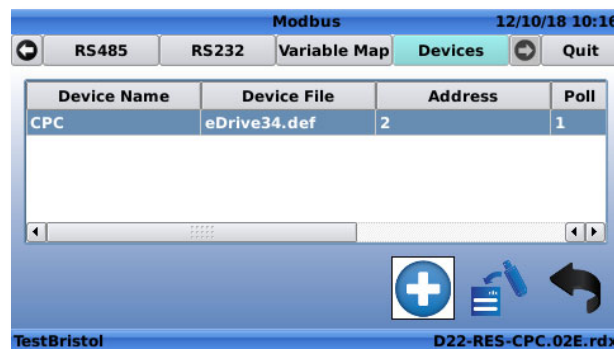 Modbus 12/10/18 10:16
RS485 RS232 Variable Map Devices Quit
Device Name Device File Address Poll
CPC eDrive34.def 2 1
TestBristol D22-RES-CPC.02E.rdx